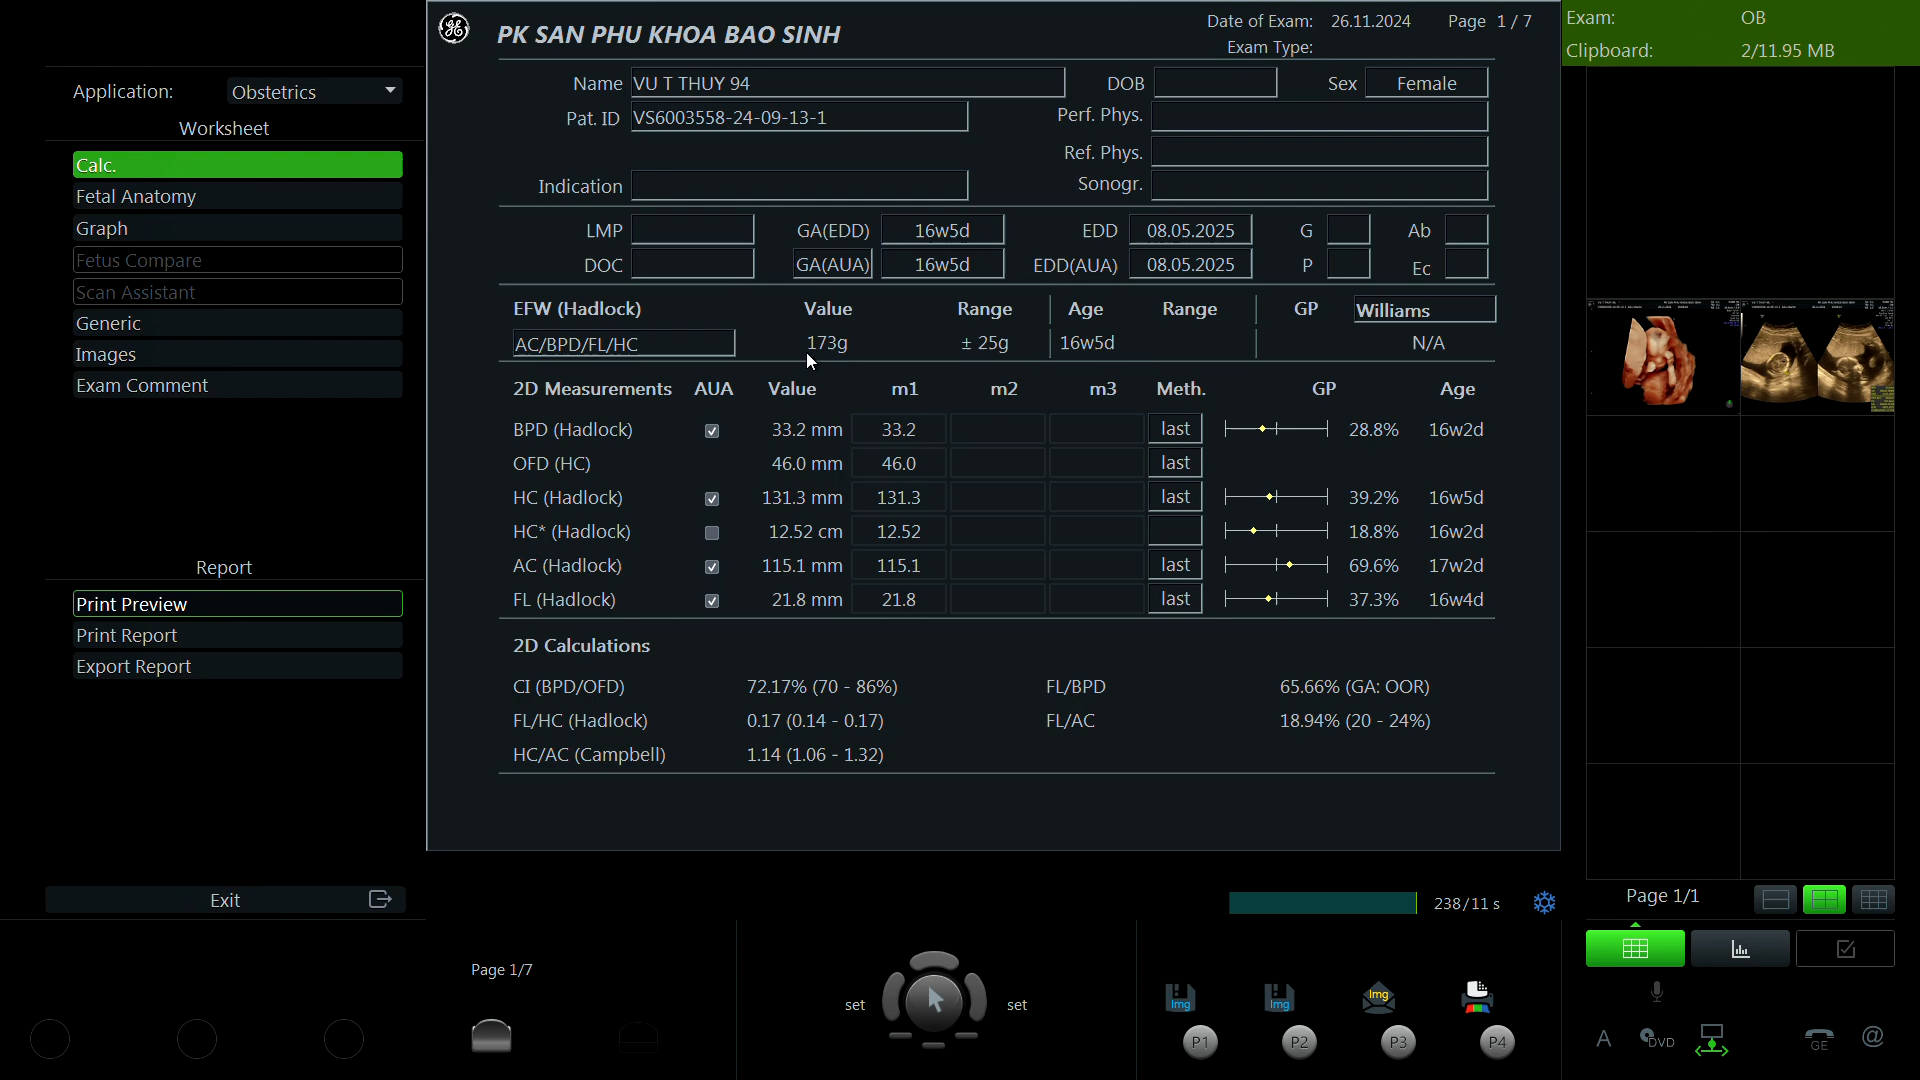 PK SAN PHU KHOA BAO SINH
Date of Exam: 26.11.2024 Page 1 / 7
Exam Type:
Exam: OB
Clipboard: 2/11.95 MB
Application: Obstetrics
Worksheet
Calc.
Fetal Anatomy
Graph
Fetus Compare
Scan Assistant
Generic
Images
Exam Comment
Report
Print Preview
Print Report
Export Report
Exit
Name VU T THUY 94 DOB Sex Female
Pat. ID VS6003558-24-09-13-1 Perf. Phys.
Ref. Phys.
Indication Sonogr.
LMP GA(EDD) 16w5d EDD 08.05.2025 G Ab
DOC GA(AUA) 16w5d EDD(AUA) 08.05.2025 P Ec
EFW (Hadlock) Value Range Age Range GP Williams
AC/BPD/FL/HC 173g ± 25g 16w5d N/A
2D Measurements AUA Value m1 m2 m3 Meth. GP Age
BPD (Hadlock) 33.2 mm 33.2 last 28.8% 16w2d
OFD (HC) 46.0 mm 46.0 last
HC (Hadlock) 131.3 mm 131.3 last 39.2% 16w5d
HC* (Hadlock) 12.52 cm 12.52 18.8% 16w2d
AC (Hadlock) 115.1 mm 115.1 last 69.6% 17w2d
FL (Hadlock) 21.8 mm 21.8 last 37.3% 16w4d
2D Calculations
CI (BPD/OFD) 72.17% (70 - 86%) FL/BPD 65.66% (GA: OOR)
FL/HC (Hadlock) 0.17 (0.14 - 0.17) FL/AC 18.94% (20 - 24%)
HC/AC (Campbell) 1.14 (1.06 - 1.32)
238/11 s
Page 1/1
Page 1/7
set set
Img Img Img
P1 P2 P3 P4
A DVD GE @